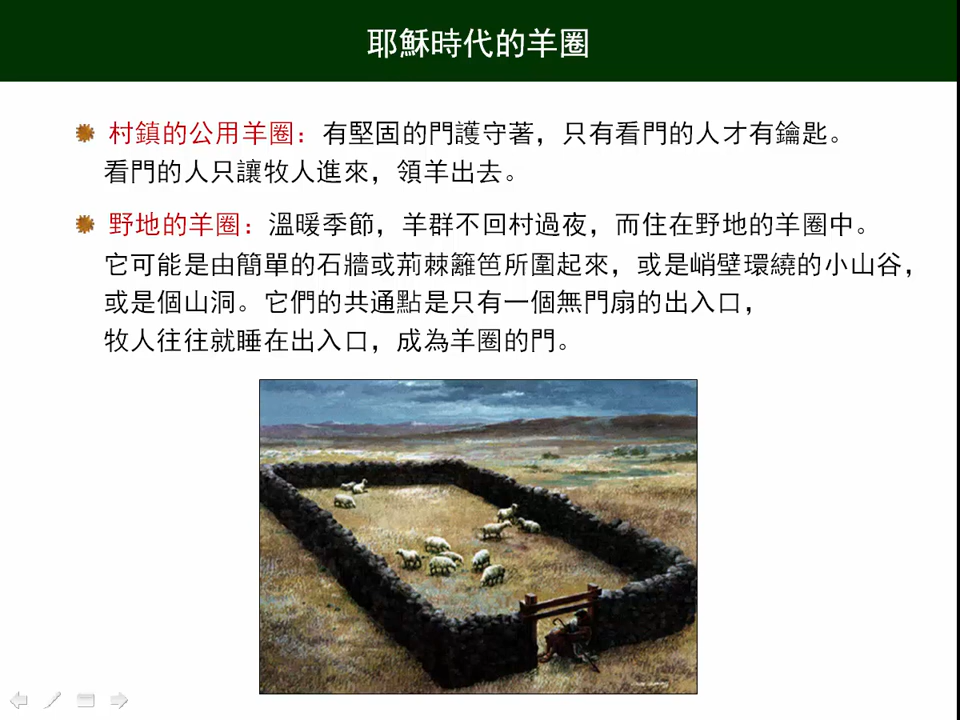 耶穌時代的羊圈
村鎮的公用羊圈：有堅固的門護守著，只有看門的人才有鑰匙。
看門的人只讓牧人進來，領羊出去。
野地的羊圈：溫暖季節，羊群不回村過夜，而住在野地的羊圈中。
它可能是由簡單的石牆或荊棘籬笆所圍起來，或是峭壁環繞的小山谷，
或是個山洞。它們的共通點是只有一個無門扇的出入口，
牧人往往就睡在出入口，成為羊圈的門。